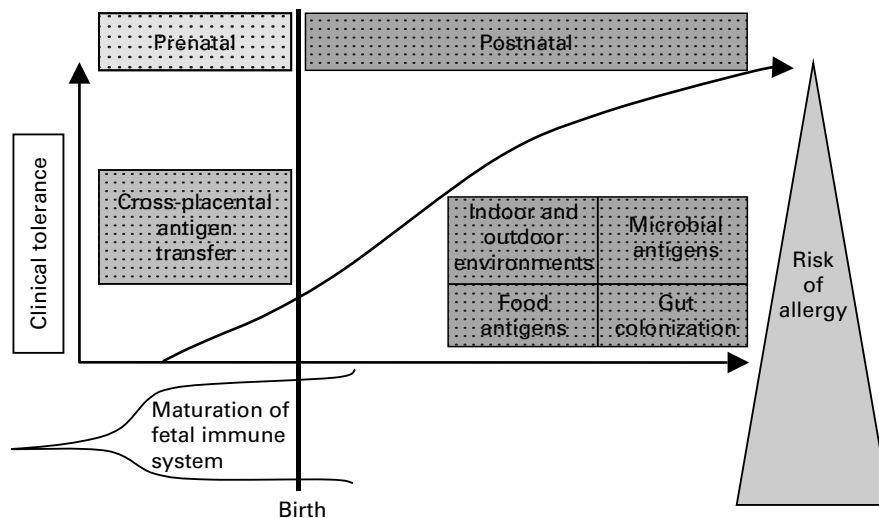 Prenatal
Postnatal
Clinical tolerance
Cross-placental
antigen
transfer
Indoor and
outdoor
environments
Microbial
antigens
Food
antigens
Gut
colonization
Risk
of
allergy
Maturation of
fetal immune
system
Birth